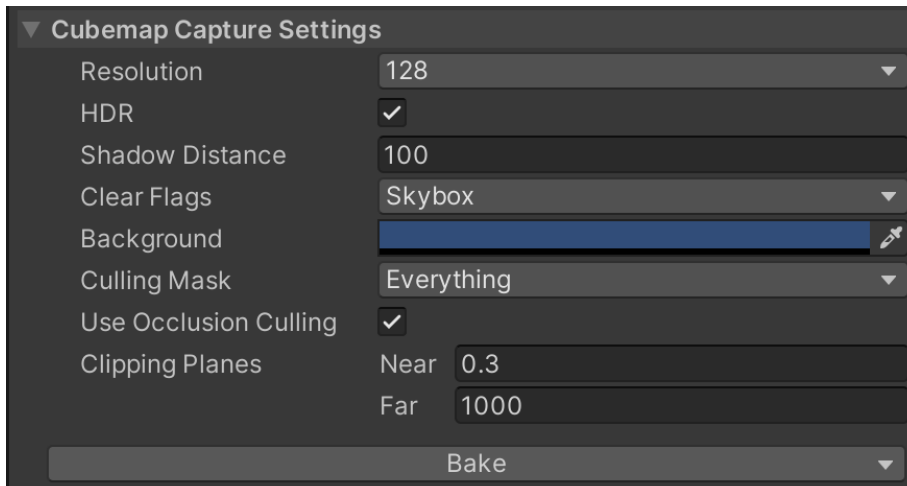 Cubemap Capture Settings
Resolution 128
HDR
Shadow Distance 100
Clear Flags Skybox
Background
Culling Mask Everything
Use Occlusion Culling
Clipping Planes Near 0.3
Far 1000
Bake